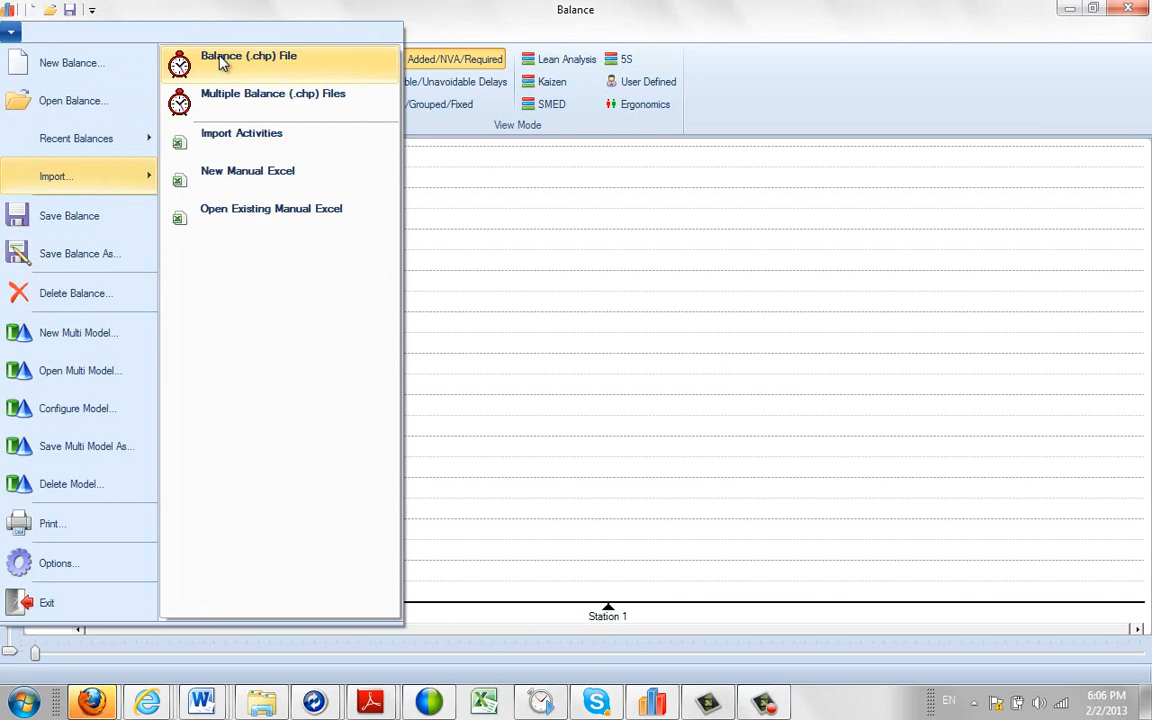 Balance
New Balance...
Open Balance...
Recent Balances
Import...
Save Balance
Save Balance As...
Delete Balance...
New Multi Model...
Open Multi Model...
Configure Model...
Save Multi Model As...
Delete Model...
Print...
Options...
Exit
Balance (.chp) File
Multiple Balance (.chp) Files
Import Activities
New Manual Excel
Open Existing Manual Excel
Added/NVA/Required
ble/Unavoidable Delays
/Grouped/Fixed
Lean Analysis
Kaizen
SMED
5S
User Defined
Ergonomics
View Mode
Station 1
EN
6:06 PM
2/2/2013